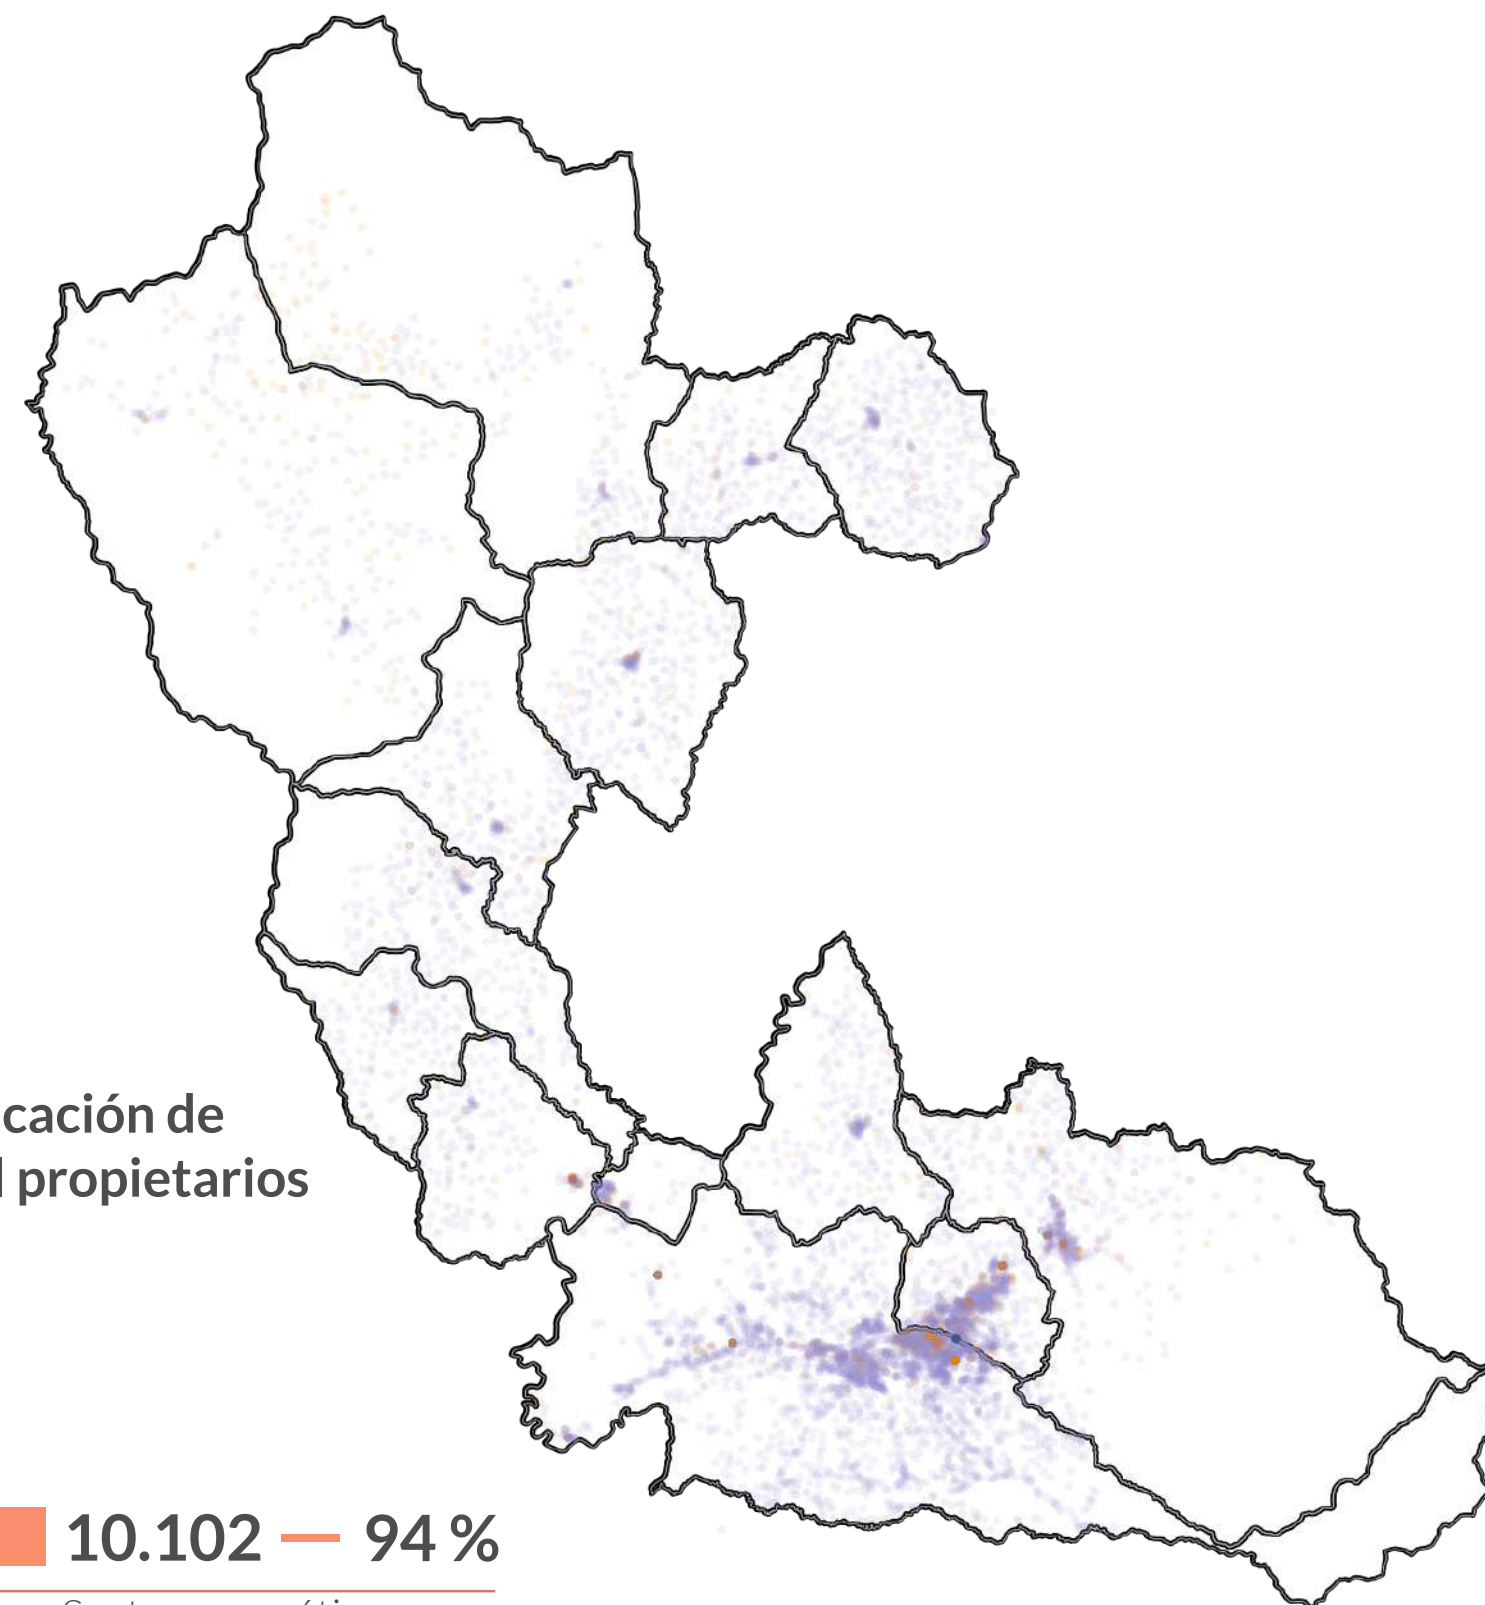 cación de
propietarios
10.102 — 94 %